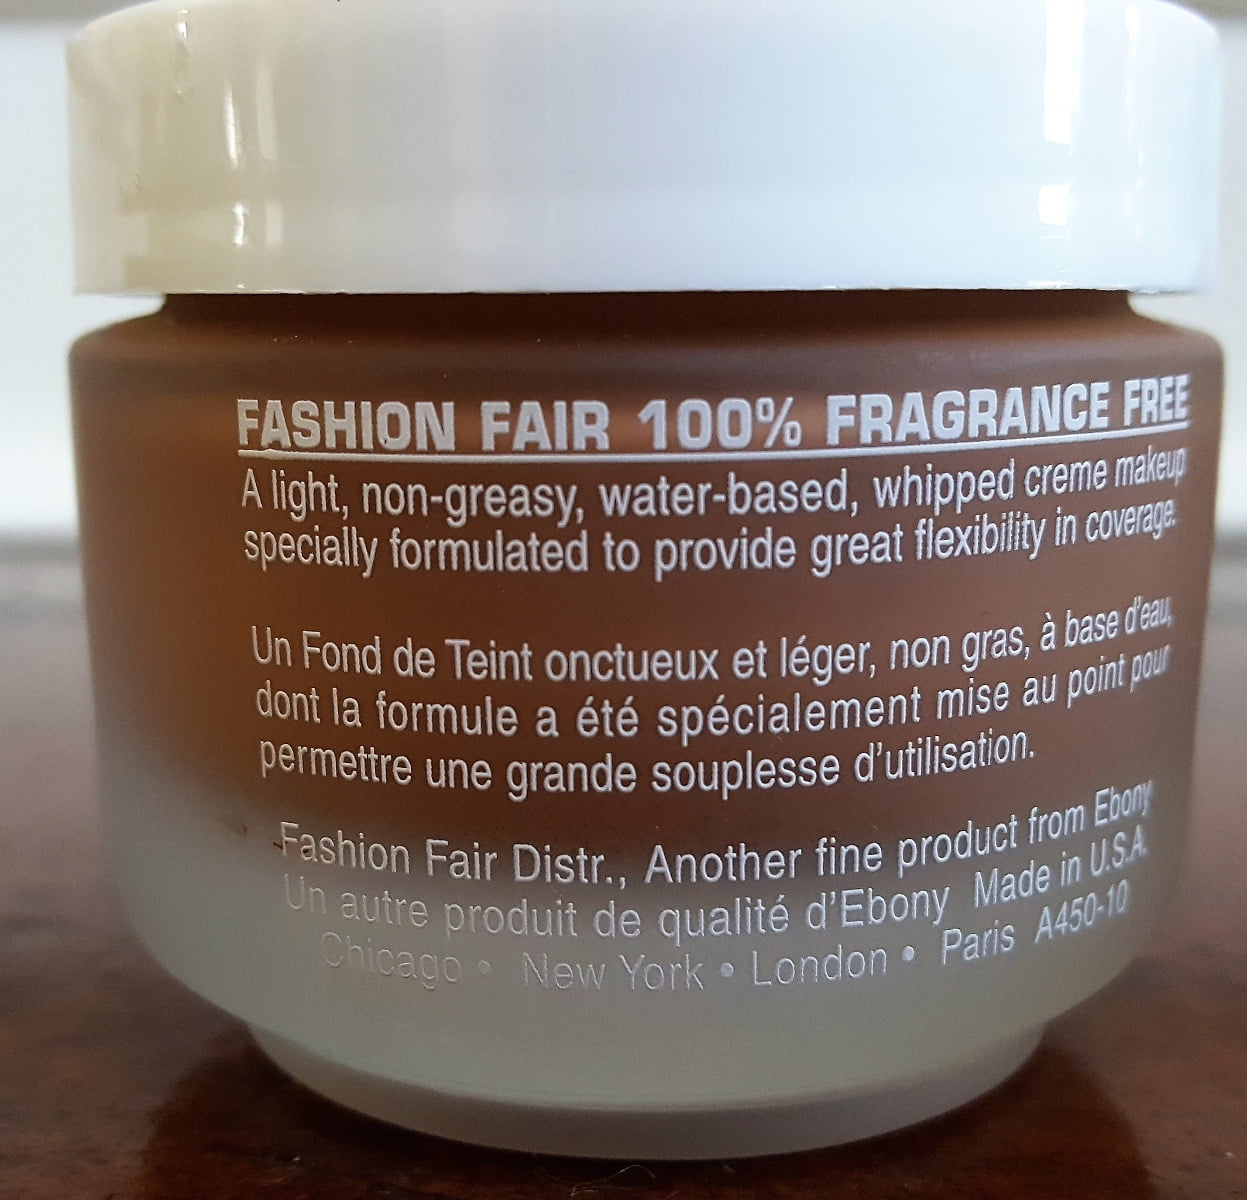 FASHION FAIR 100% FRAGRANCE FREE
A light, non-greasy, water-based, whipped creme makeup
specially formulated to provide great flexibility in coverage.
Un Fond de Teint onctueux et léger, non gras, à base d'eau,
dont la formule a été spécialement mise au point pour
permettre une grande souplesse d'utilisation.
Fashion Fair Distr., Another fine product from Ebony
Un autre produit de qualité d'Ebony Made in U.S.A.
Chicago • New York • London • Paris A450-10